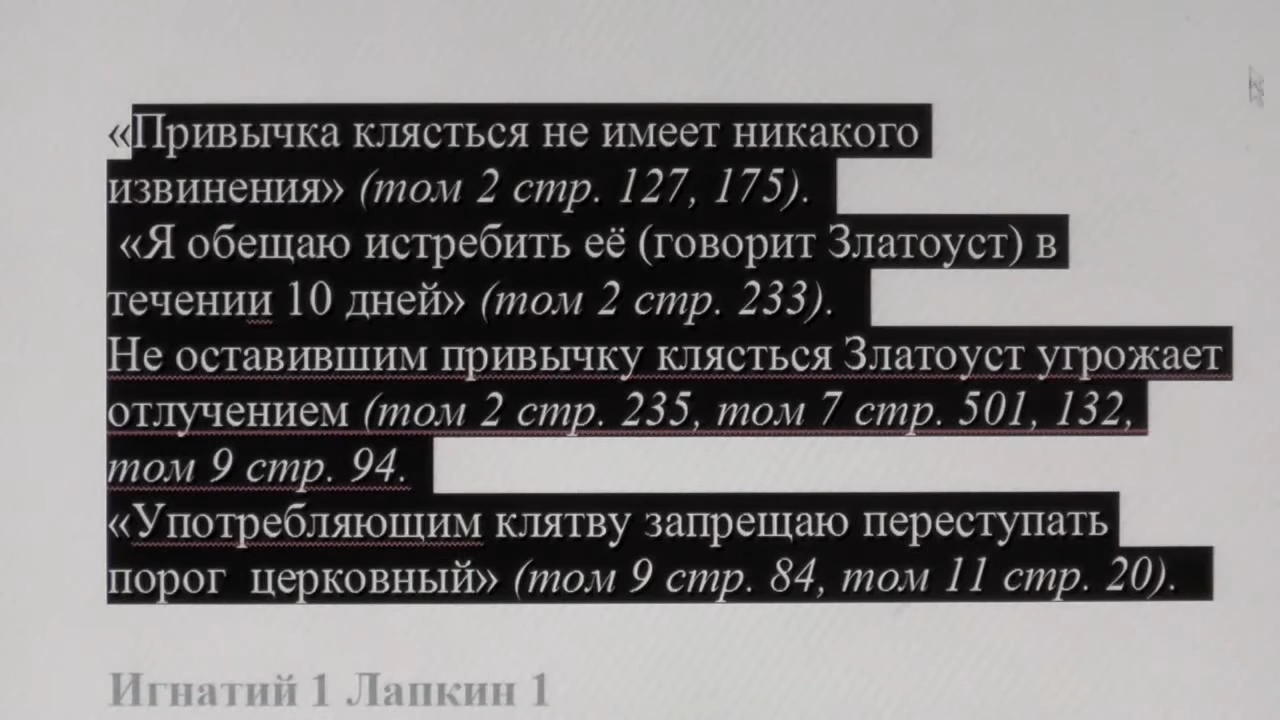 «Привычка клясться не имеет никакого
извинения» (том 2 стр. 127, 175).
«Я обещаю истребить её (говорит Златоуст) в
течении 10 дней» (том 2 стр. 233).
Не оставившим привычку клясться Златоуст угрожает
отлучением (том 2 стр. 235, том 7 стр. 501, 132,
том 9 стр. 94.
«Употребляющим клятву запрещаю переступать
порог  церковный» (том 9 стр. 84, том 11 стр. 20).
Игнатий 1 Лапкин 1